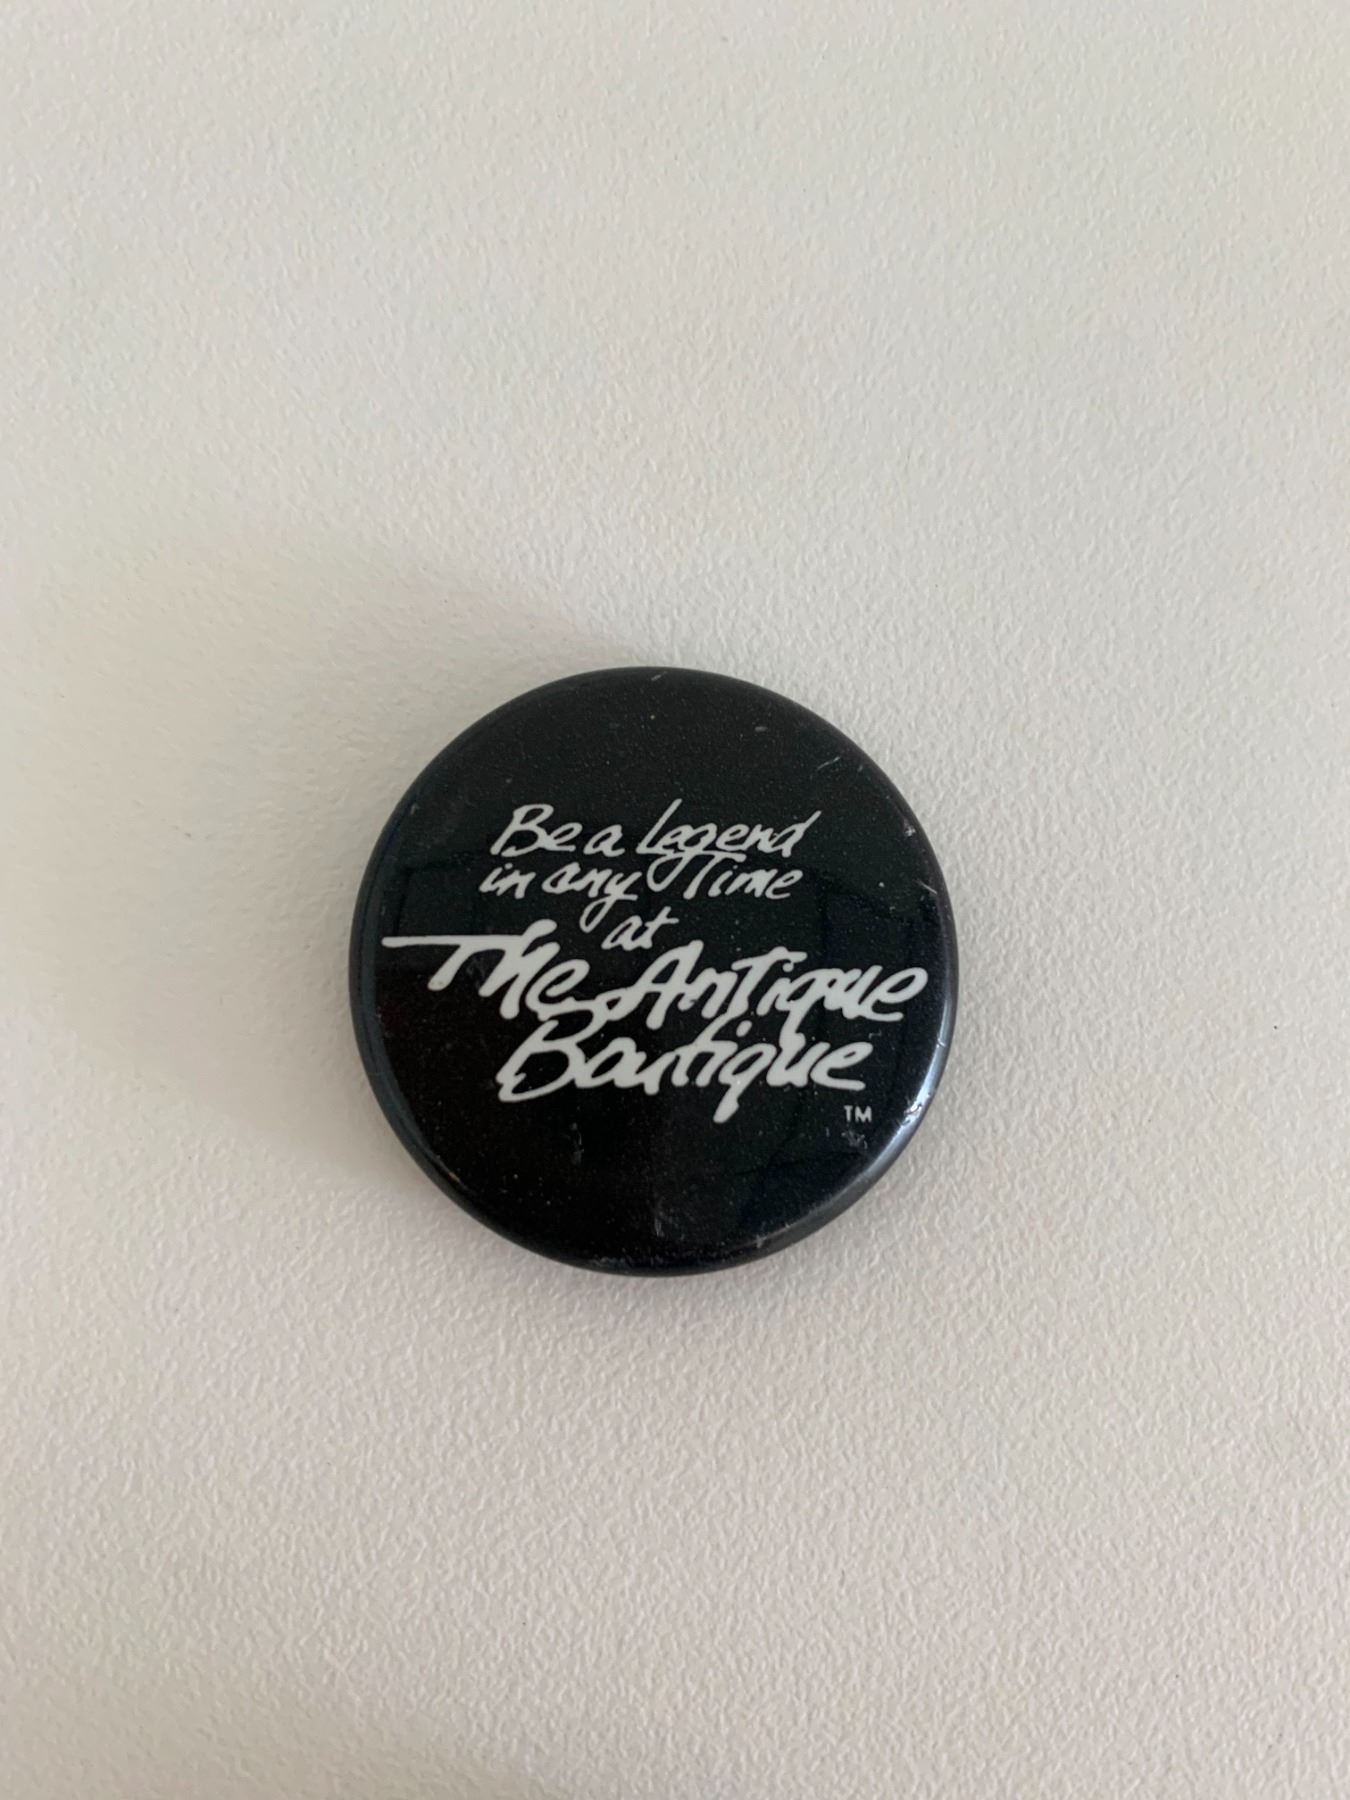 Be a Legend
in any Time
at
The Antique
Boutique
TM